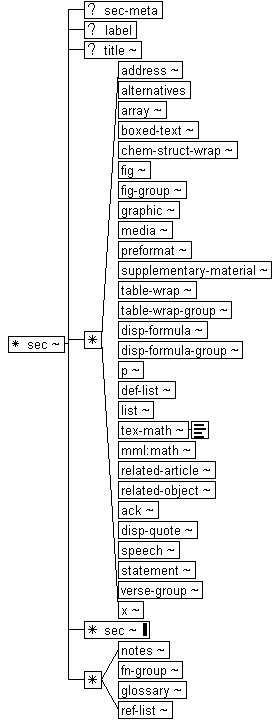 ? sec-meta
? label
? title ~
address ~
alternatives
array ~
boxed-text ~
chem-struct-wrap ~
fig ~
fig-group ~
graphic ~
media ~
preformat ~
supplementary-material ~
table-wrap ~
table-wrap-group ~
disp-formula ~
* sec ~
*
disp-formula-group ~
p ~
def-list ~
list ~
tex-math ~
mml:math ~
related-article ~
related-object ~
ack ~
disp-quote ~
speech ~
statement ~
verse-group ~
x ~
* sec ~
notes ~
*
fn-group ~
glossary ~
ref-list ~